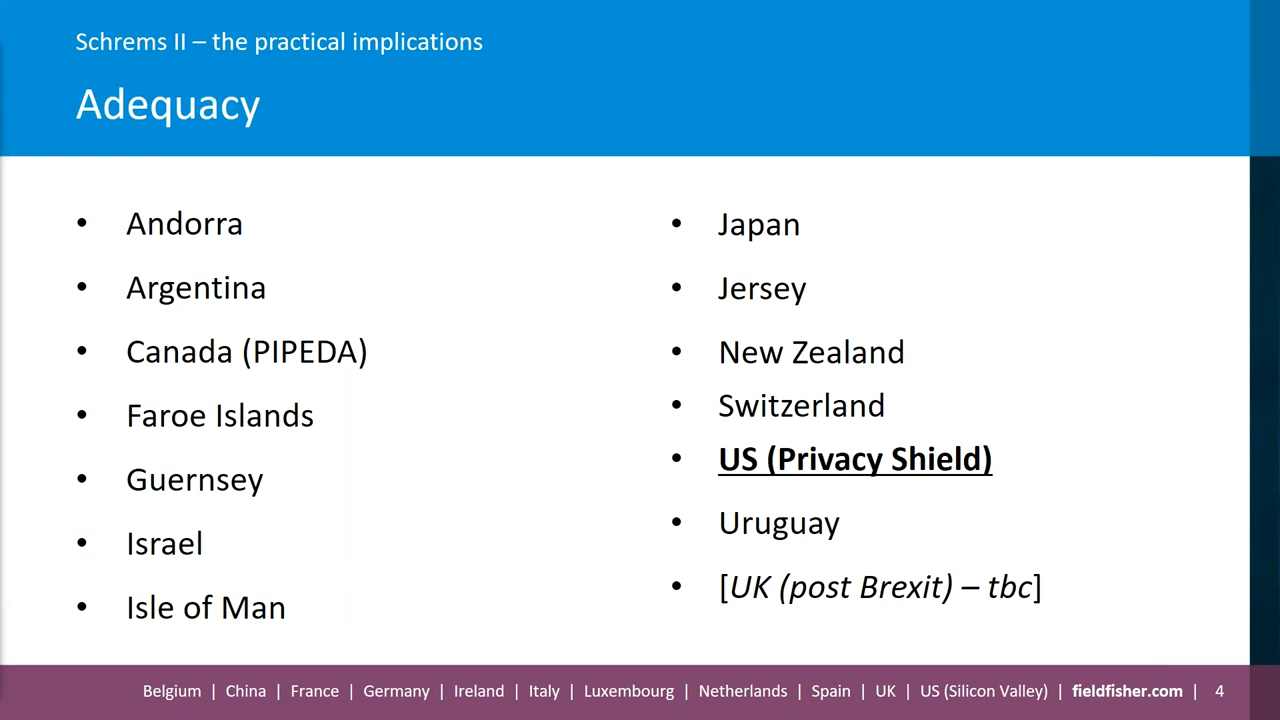 Schrems II – the practical implications
Adequacy
• Andorra
• Argentina
• Canada (PIPEDA)
• Faroe Islands
• Guernsey
• Israel
• Isle of Man
• Japan
• Jersey
• New Zealand
• Switzerland
• US (Privacy Shield)
• Uruguay
• [UK (post Brexit) – tbc]
Belgium | China | France | Germany | Ireland | Italy | Luxembourg | Netherlands | Spain | UK | US (Silicon Valley) | fieldfisher.com | 4